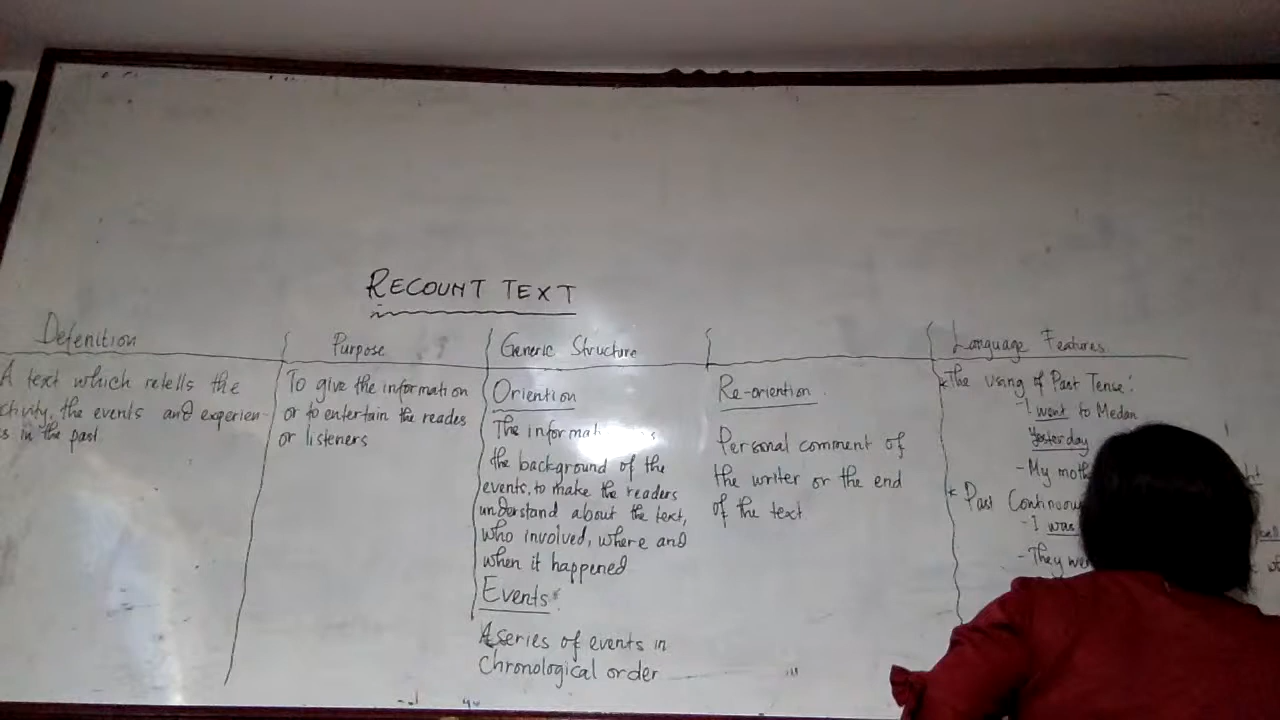 RECOUNT TEXT
Defenition
A text which retells the
ctivity, the events and experien-
s in the past
Purpose
To give the information
or to entertain the reades
or listeners
Generic Structure
Oriention
The informat
the background of the
events, to make the readers
understand about the text,
who involved, where and
when it happened
Events:
A series of events in
Chronological order
Re-oriention.
Personal comment of
the writer or the end
of the text
Language Features
* The using of Past Tense:
- I went to Medan
Yesterday
- My moth
* Past Continuou
- I was
- They wer